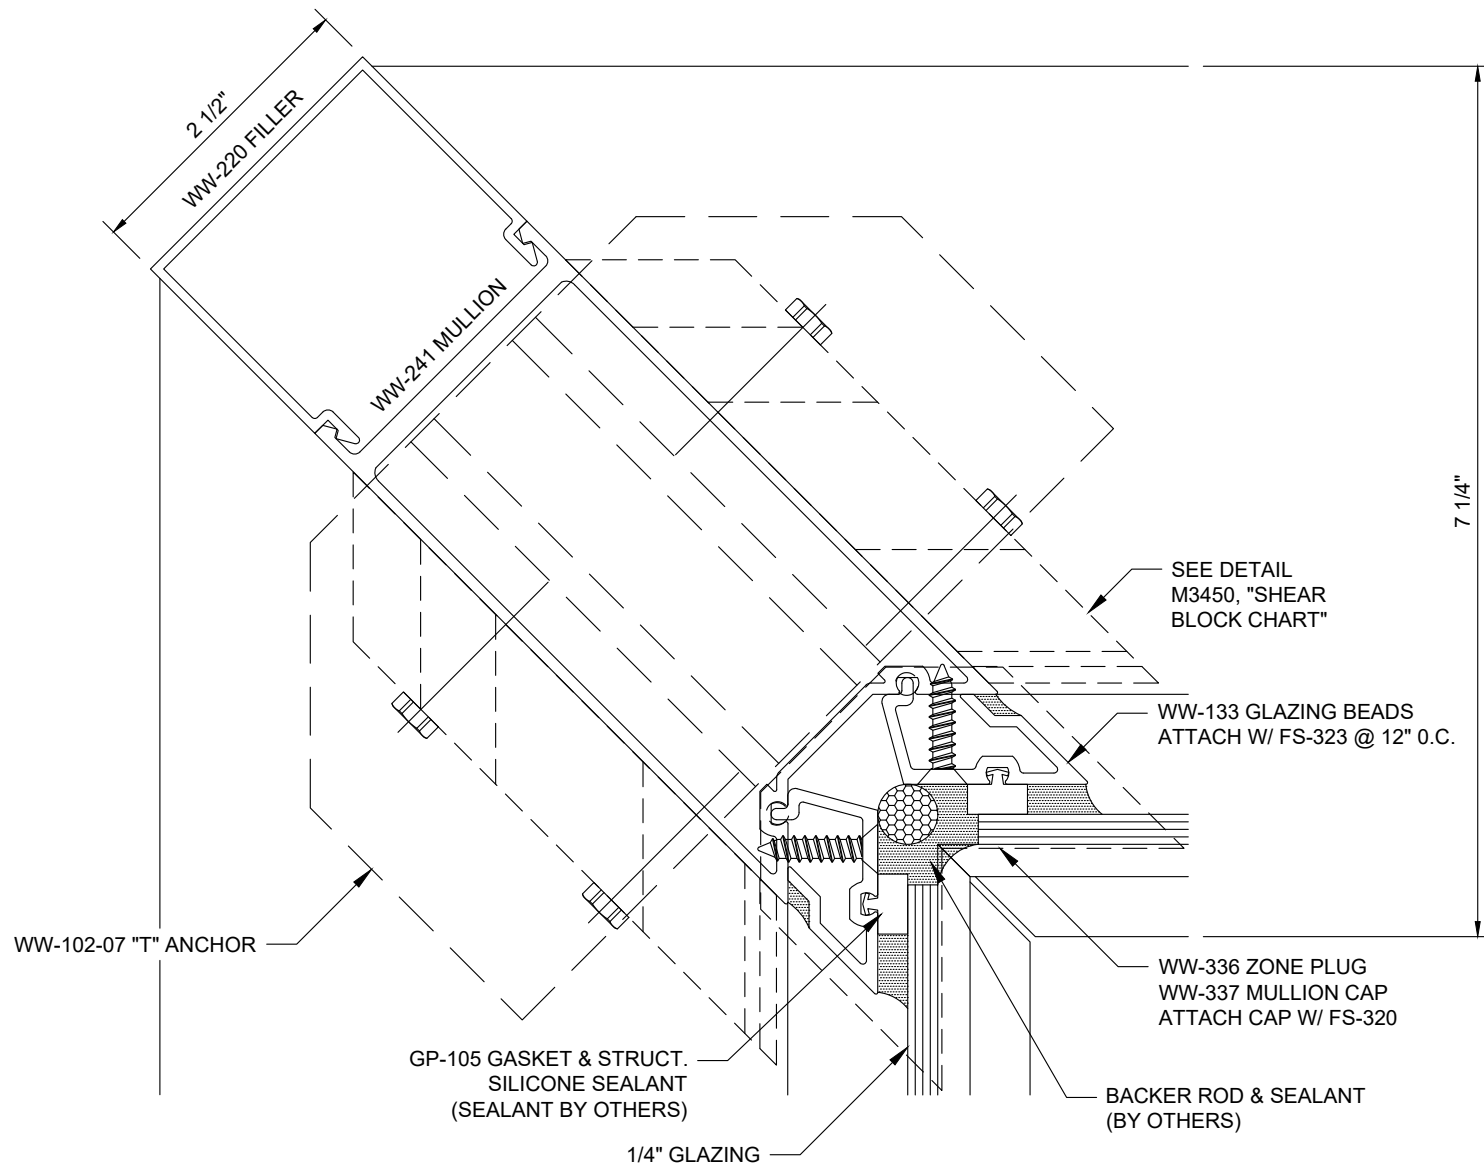 2 1/2"
WW-220 FILLER
WW-241 MULLION
7 1/4"
SEE DETAIL
M3450, "SHEAR
BLOCK CHART"
WW-133 GLAZING BEADS
ATTACH W/ FS-323 @ 12" 0.C.
WW-102-07 "T" ANCHOR
WW-336 ZONE PLUG
WW-337 MULLION CAP
ATTACH CAP W/ FS-320
GP-105 GASKET & STRUCT.
SILICONE SEALANT
(SEALANT BY OTHERS)
BACKER ROD & SEALANT
(BY OTHERS)
1/4" GLAZING